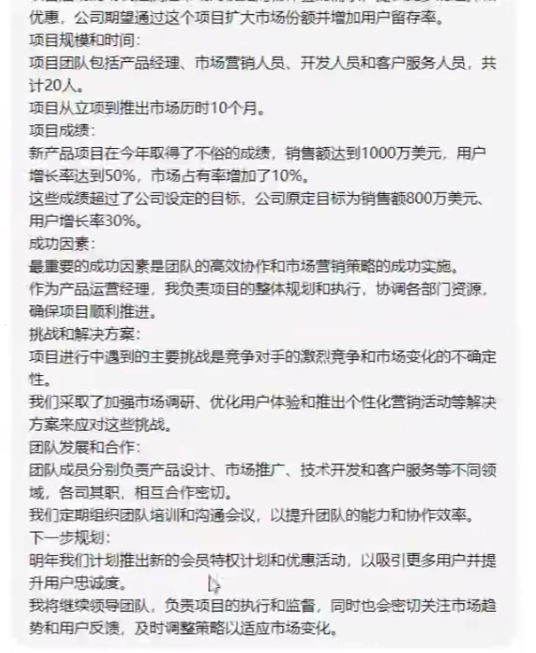 优惠，公司期望通过这个项目扩大市场份额并增加用户留存率。
项目规模和时间：
项目团队包括产品经理、市场营销人员、开发人员和客户服务人员，共
计20人。
项目从立项到推出市场历时10个月。
项目成绩：
新产品项目在今年取得了不俗的成绩，销售额达到1000万美元，用户
增长率达到50%，市场占有率增加了10%。
这些成绩超过了公司设定的目标，公司原定目标为销售额800万美元、
用户增长率30%。
成功因素：
最重要的成功因素是团队的高效协作和市场营销策略的成功实施。
作为产品运营经理，我负责项目的整体规划和执行，协调各部门资源，
确保项目顺利推进。
挑战和解决方案：
项目进行中遇到的主要挑战是竞争对手的激烈竞争和市场变化的不确定
性。
我们采取了加强市场调研、优化用户体验和推出个性化营销活动等解决
方案来应对这些挑战。
团队发展和合作：
团队成员分别负责产品设计、市场推广、技术开发和客户服务等不同领
域，各司其职，相互合作密切。
我们定期组织团队培训和沟通会议，以提升团队的能力和协作效率。
下一步规划：
明年我们计划推出新的会员特权计划和优惠活动，以吸引更多用户并提
升用户忠诚度。
我将继续领导团队，负责项目的执行和监督，同时也会密切关注市场趋
势和用户反馈，及时调整策略以适应市场变化。